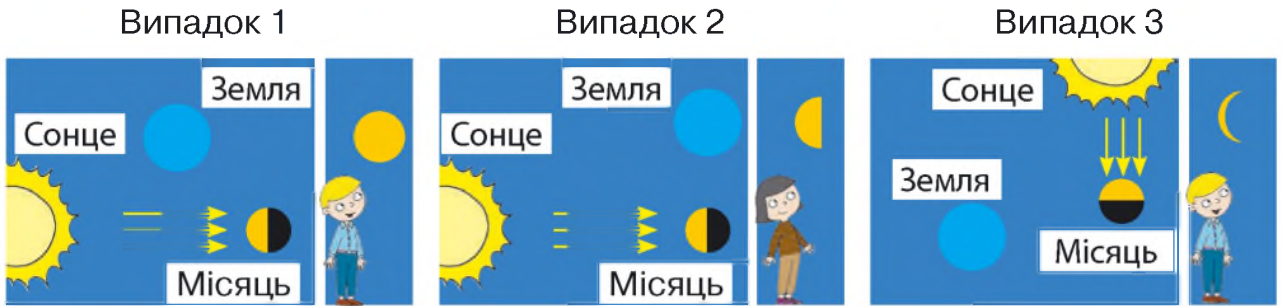 Випадок 1
Земля
Сонце
Місяць
Випадок 2
Земля
Сонце
Місяць
Випадок 3
Сонце
Земля
Місяць